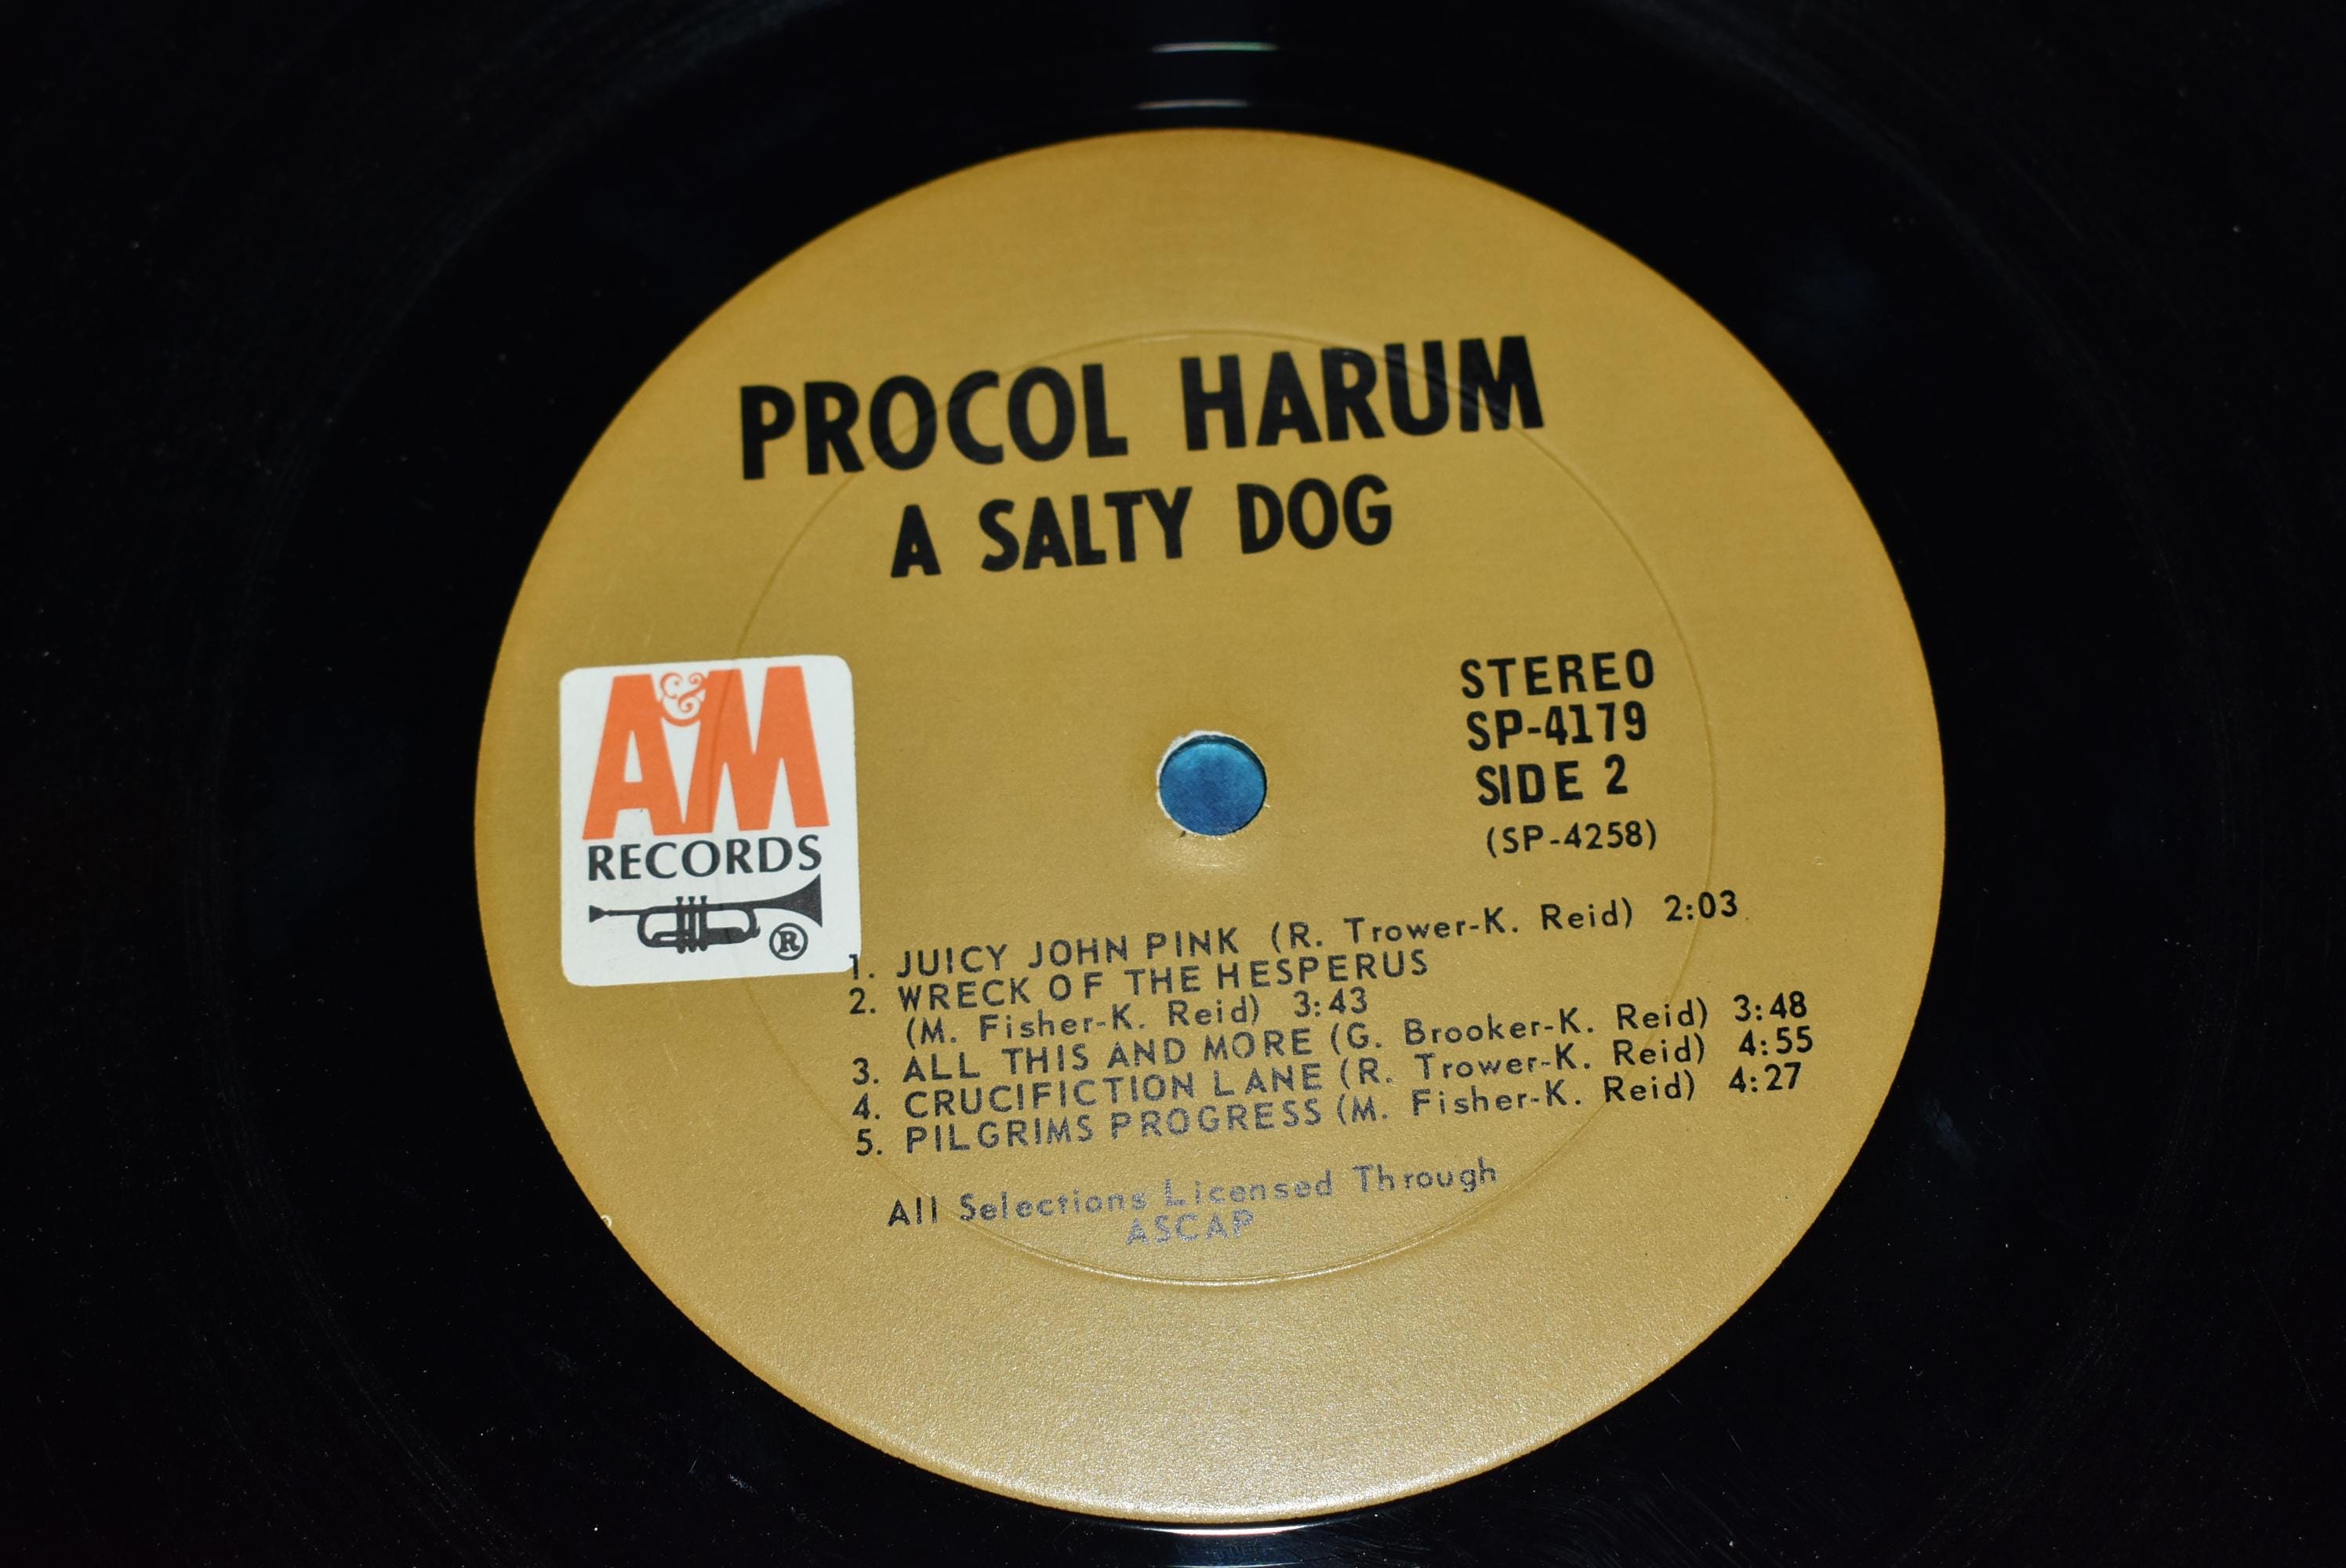 PROCOL HARUM
A SALTY DOG
A&M
RECORDS
®
STEREO
SP-4179
SIDE 2
(SP-4258)
1. JUICY JOHN PINK (R. Trower-K. Reid) 2:03
2. WRECK OF THE HESPERUS
(M. Fisher-K. Reid) 3:43
3. ALL THIS AND MORE (G. Brooker-K. Reid) 3:48
4. CRUCIFICTION LANE (R. Trower-K. Reid) 4:55
5. PILGRIMS PROGRESS (M. Fisher-K. Reid) 4:27
All Selections Licensed Through
ASCAP